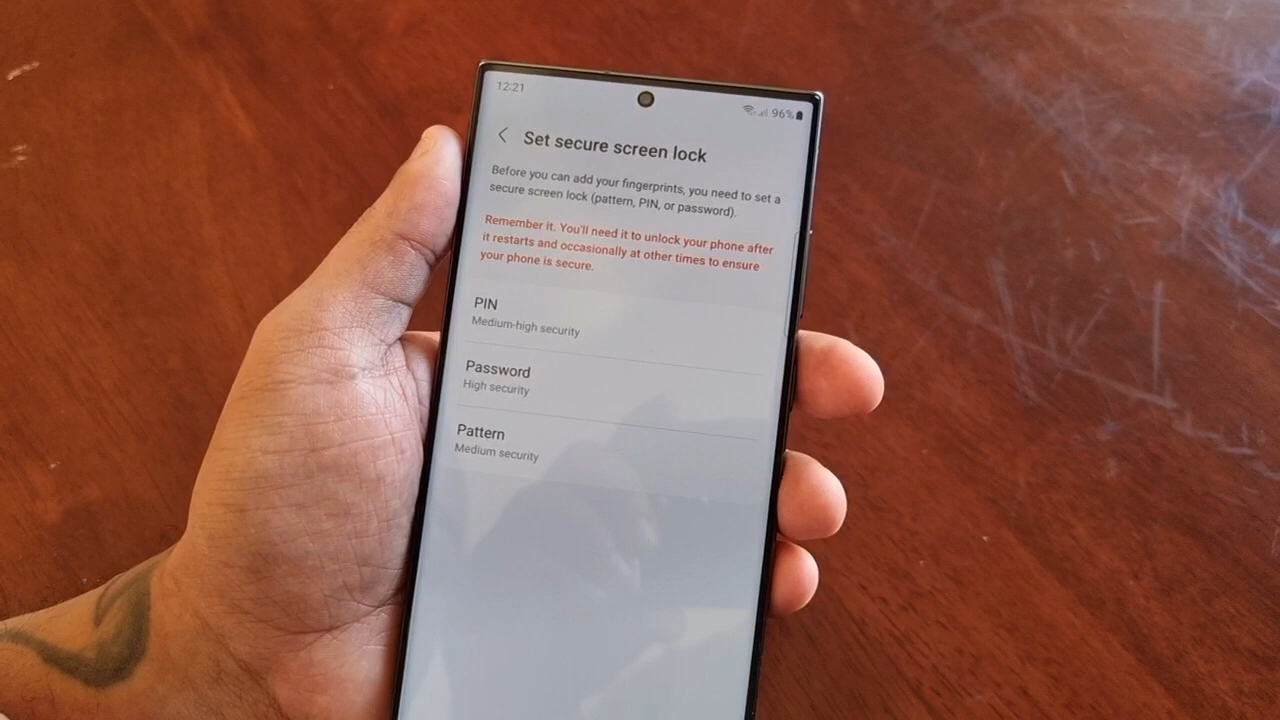 12:21
96%
Set secure screen lock
Before you can add your fingerprints, you need to set a
secure screen lock (pattern, PIN, or password).
Remember it. You'll need it to unlock your phone after
it restarts and occasionally at other times to ensure
your phone is secure.
PIN
Medium-high security
Password
High security
Pattern
Medium security